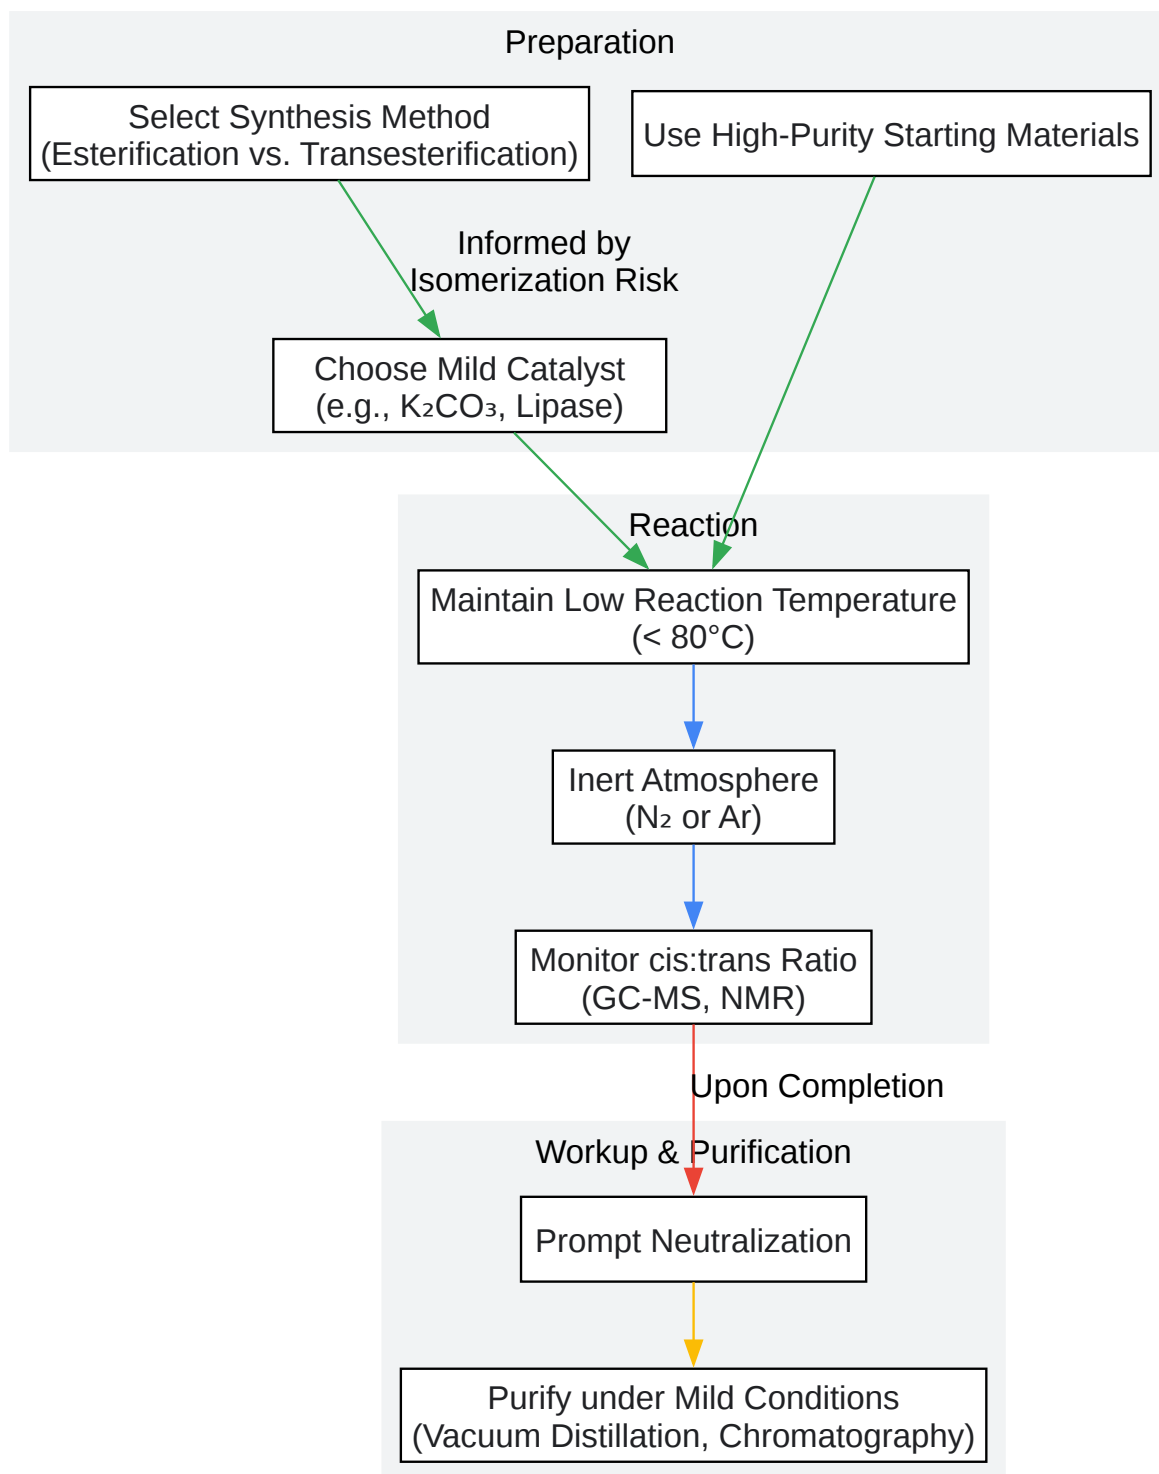 Preparation
Select Synthesis Method
(Esterification vs. Transesterification)
Use High-Purity Starting Materials
Informed by
Isomerization Risk
Choose Mild Catalyst
(e.g., K₂CO₃, Lipase)
Reaction
Maintain Low Reaction Temperature
(< 80°C)
Inert Atmosphere
(N₂ or Ar)
Monitor cis:trans Ratio
(GC-MS, NMR)
Upon Completion
Workup & Purification
Prompt Neutralization
Purify under Mild Conditions
(Vacuum Distillation, Chromatography)